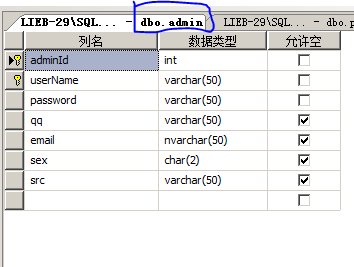 LIEB-29\SQL... - dbo.admin LIEB-29\SQL... - dbo.p
列名 数据类型 允许空
adminId int
userName varchar(50)
password varchar(50)
qq varchar(50)
email nvarchar(50)
sex char(2)
src varchar(50)